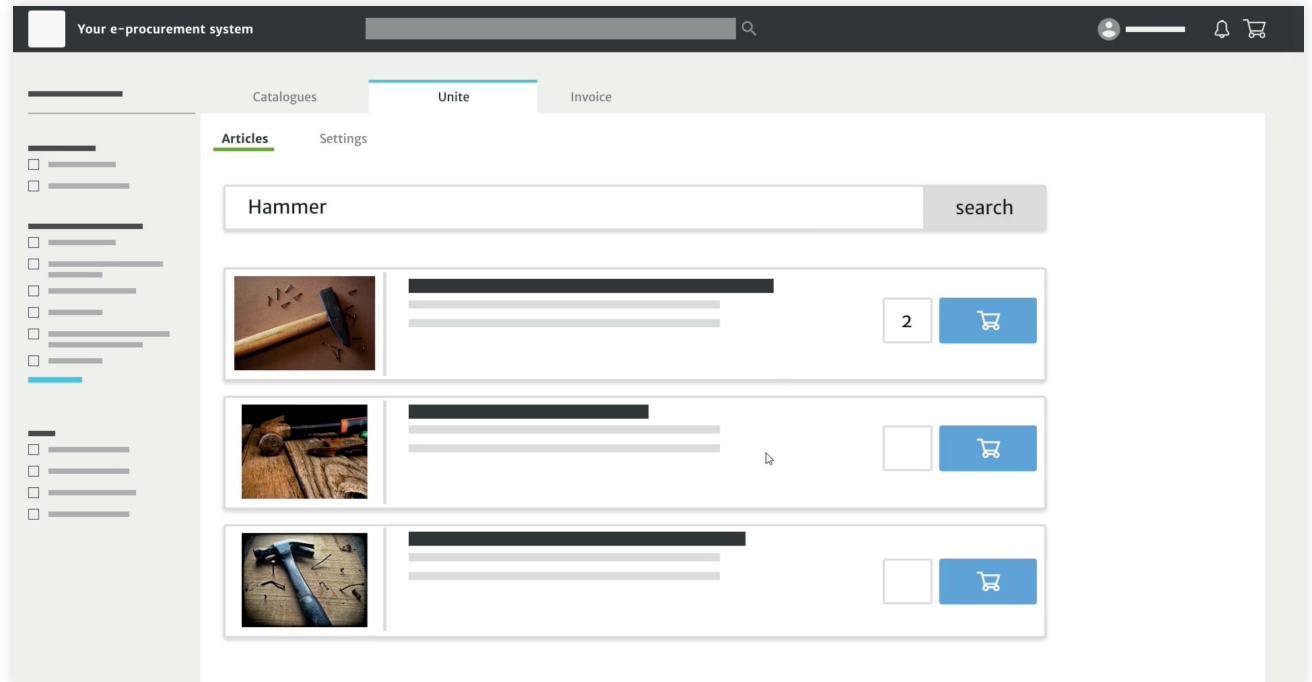 Your e-procurement system
Catalogues Unite Invoice
Articles Settings
Hammer search
2